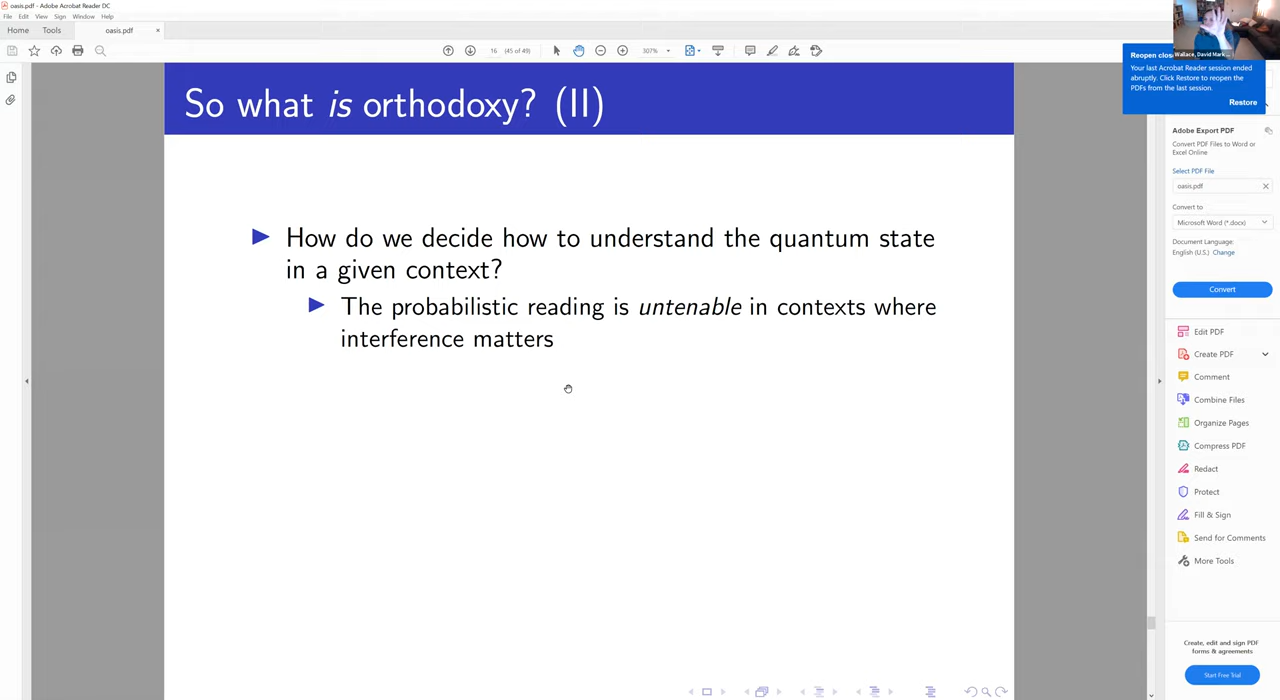 oasis.pdf - Adobe Acrobat Reader DC
File Edit View Sign Window Help
Home Tools oasis.pdf ×
16 (45 of 49) 307%
Wallace, David Mark ...
Reopen clos
Your last Acrobat Reader session ended
abruptly. Click Restore to reopen the
PDFs from the last session.
Restore
So what is orthodoxy? (II)
▶ How do we decide how to understand the quantum state
in a given context?
▶ The probabilistic reading is untenable in contexts where
interference matters
Adobe Export PDF
Convert PDF Files to Word or
Excel Online
Select PDF File
oasis.pdf
Convert to
Microsoft Word (*.docx)
Document Language:
English (U.S.) Change
Convert
Edit PDF
Create PDF
Comment
Combine Files
Organize Pages
Compress PDF
Redact
Protect
Fill & Sign
Send for Comments
More Tools
Create, edit and sign PDF
forms & agreements
Start Free Trial